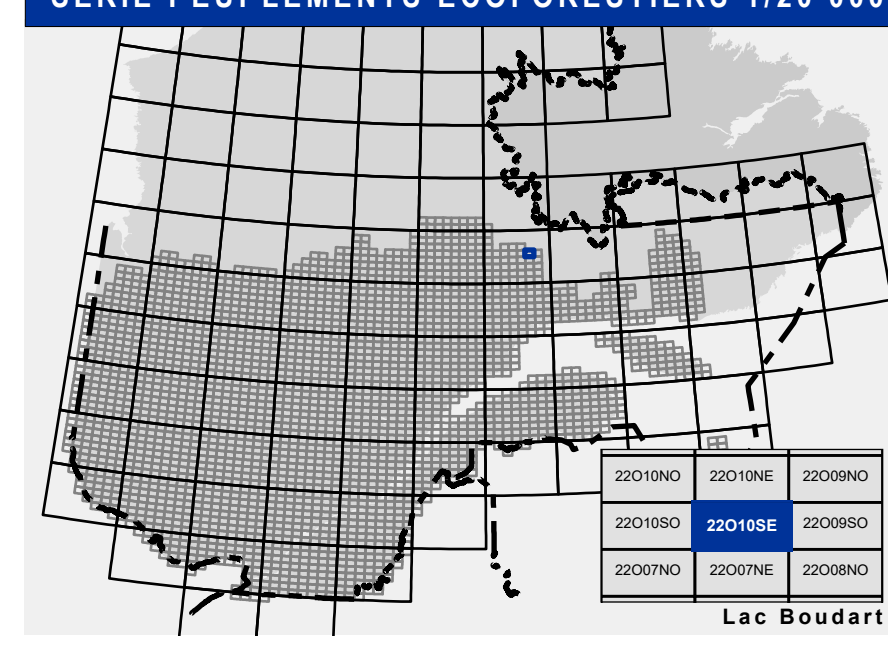 SÉRIE PEUPLEMENTS ÉCOFORESTIERS 1/20 000
22O10NO 22O10NE 22O09NO
22O10SO 22O10SE 22O09SO
22O07NO 22O07NE 22O08NO
Lac Boudart